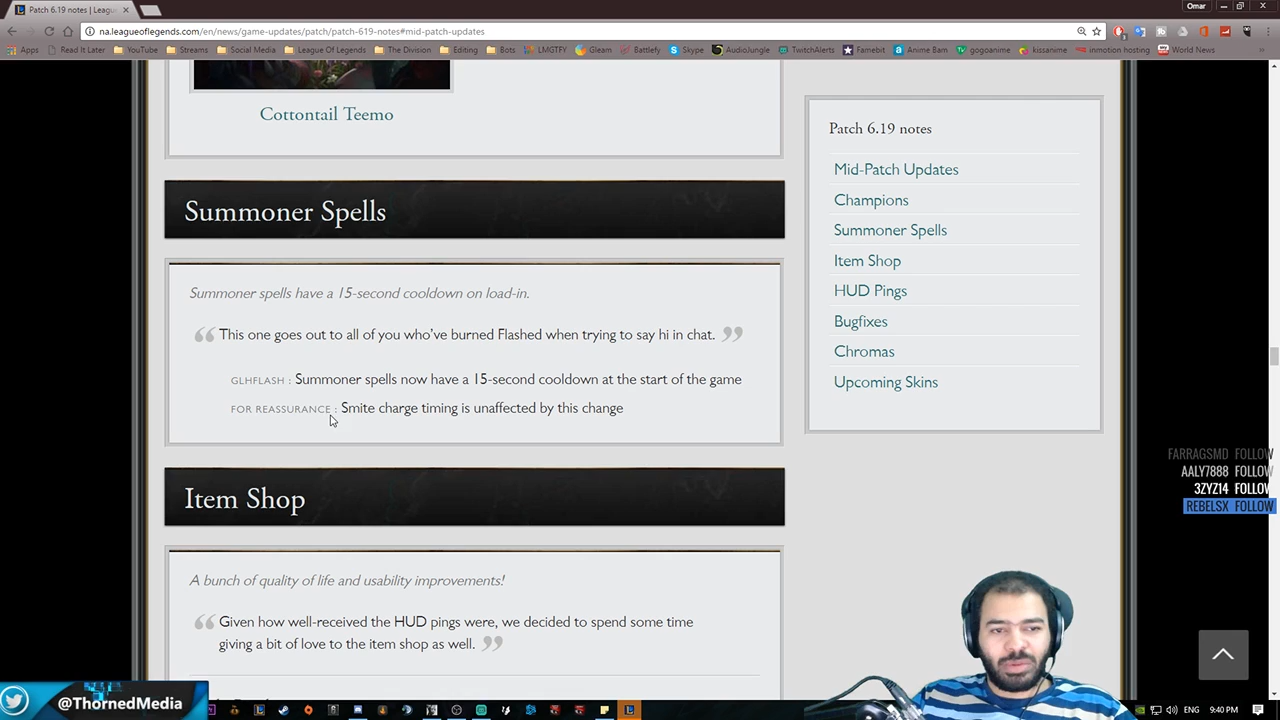 Patch 6.19 notes | Leagu
Omar
na.leagueoflegends.com/en/news/game-updates/patch/patch-619-notes#mid-patch-updates
Apps Read It Later YouTube Streams Social Media League Of Legends The Division Editing Bots LMGTFY Gleam Battlefy Skype AudioJungle TwitchAlerts Famebit Anime Bam gogoanime kissanime inmotion hosting World News
Cottontail Teemo
Summoner Spells
Summoner spells have a 15-second cooldown on load-in.
“ This one goes out to all of you who’ve burned Flashed when trying to say hi in chat. ”
GLHFLASH : Summoner spells now have a 15-second cooldown at the start of the game
FOR REASSURANCE : Smite charge timing is unaffected by this change
Item Shop
A bunch of quality of life and usability improvements!
“ Given how well-received the HUD pings were, we decided to spend some time
giving a bit of love to the item shop as well. ”
Patch 6.19 notes
Mid-Patch Updates
Champions
Summoner Spells
Item Shop
HUD Pings
Bugfixes
Chromas
Upcoming Skins
FARRAGSMD FOLLOW
AALY7888 FOLLOW
3ZYZ14 FOLLOW
REBELSX FOLLOW
@ThornedMedia
ENG 9:40 PM